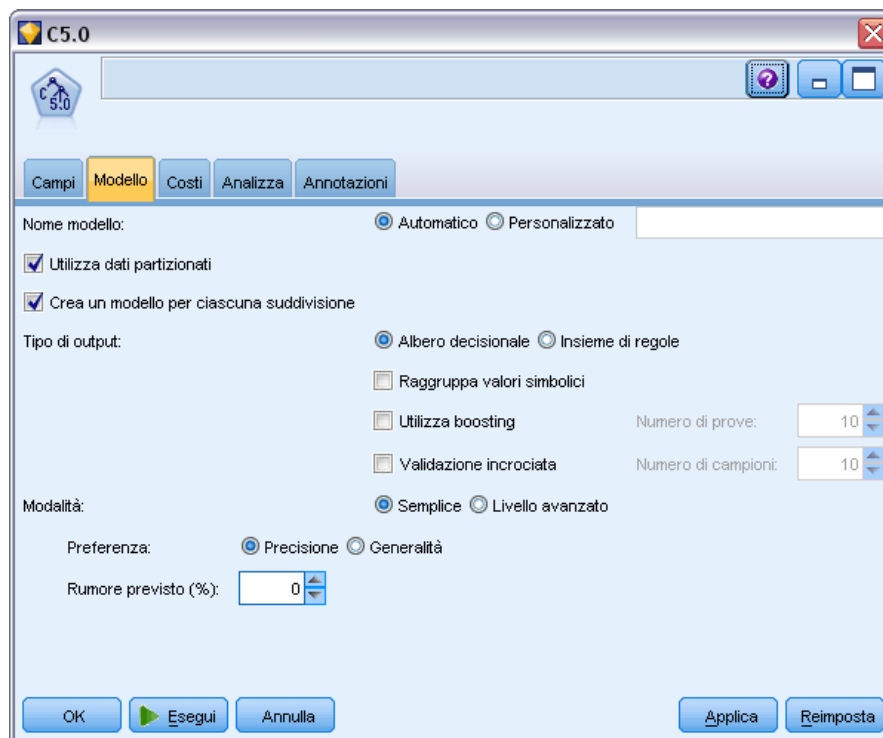 C5.0
C 5.0
?
Campi Modello Costi Analizza Annotazioni
Nome modello: Automatico Personalizzato
Utilizza dati partizionati
Crea un modello per ciascuna suddivisione
Tipo di output: Albero decisionale Insieme di regole
Raggruppa valori simbolici
Utilizza boosting Numero di prove: 10
Validazione incrociata Numero di campioni: 10
Modalità: Semplice Livello avanzato
Preferenza: Precisione Generalità
Rumore previsto (%): 0
OK Esegui Annulla Applica Reimposta